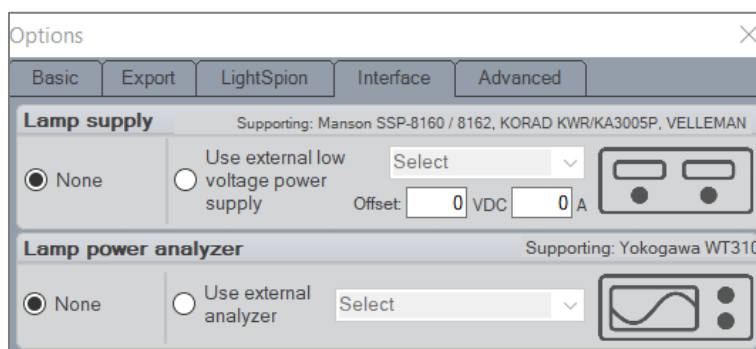 Options
Basic Export LightSpion Interface Advanced
Lamp supply Supporting: Manson SSP-8160 / 8162, KORAD KWR/KA3005P, VELLEMAN
None
Use external low
voltage power
supply
Select
Offset: 0 VDC 0 A
Lamp power analyzer Supporting: Yokogawa WT310
None
Use external
analyzer
Select